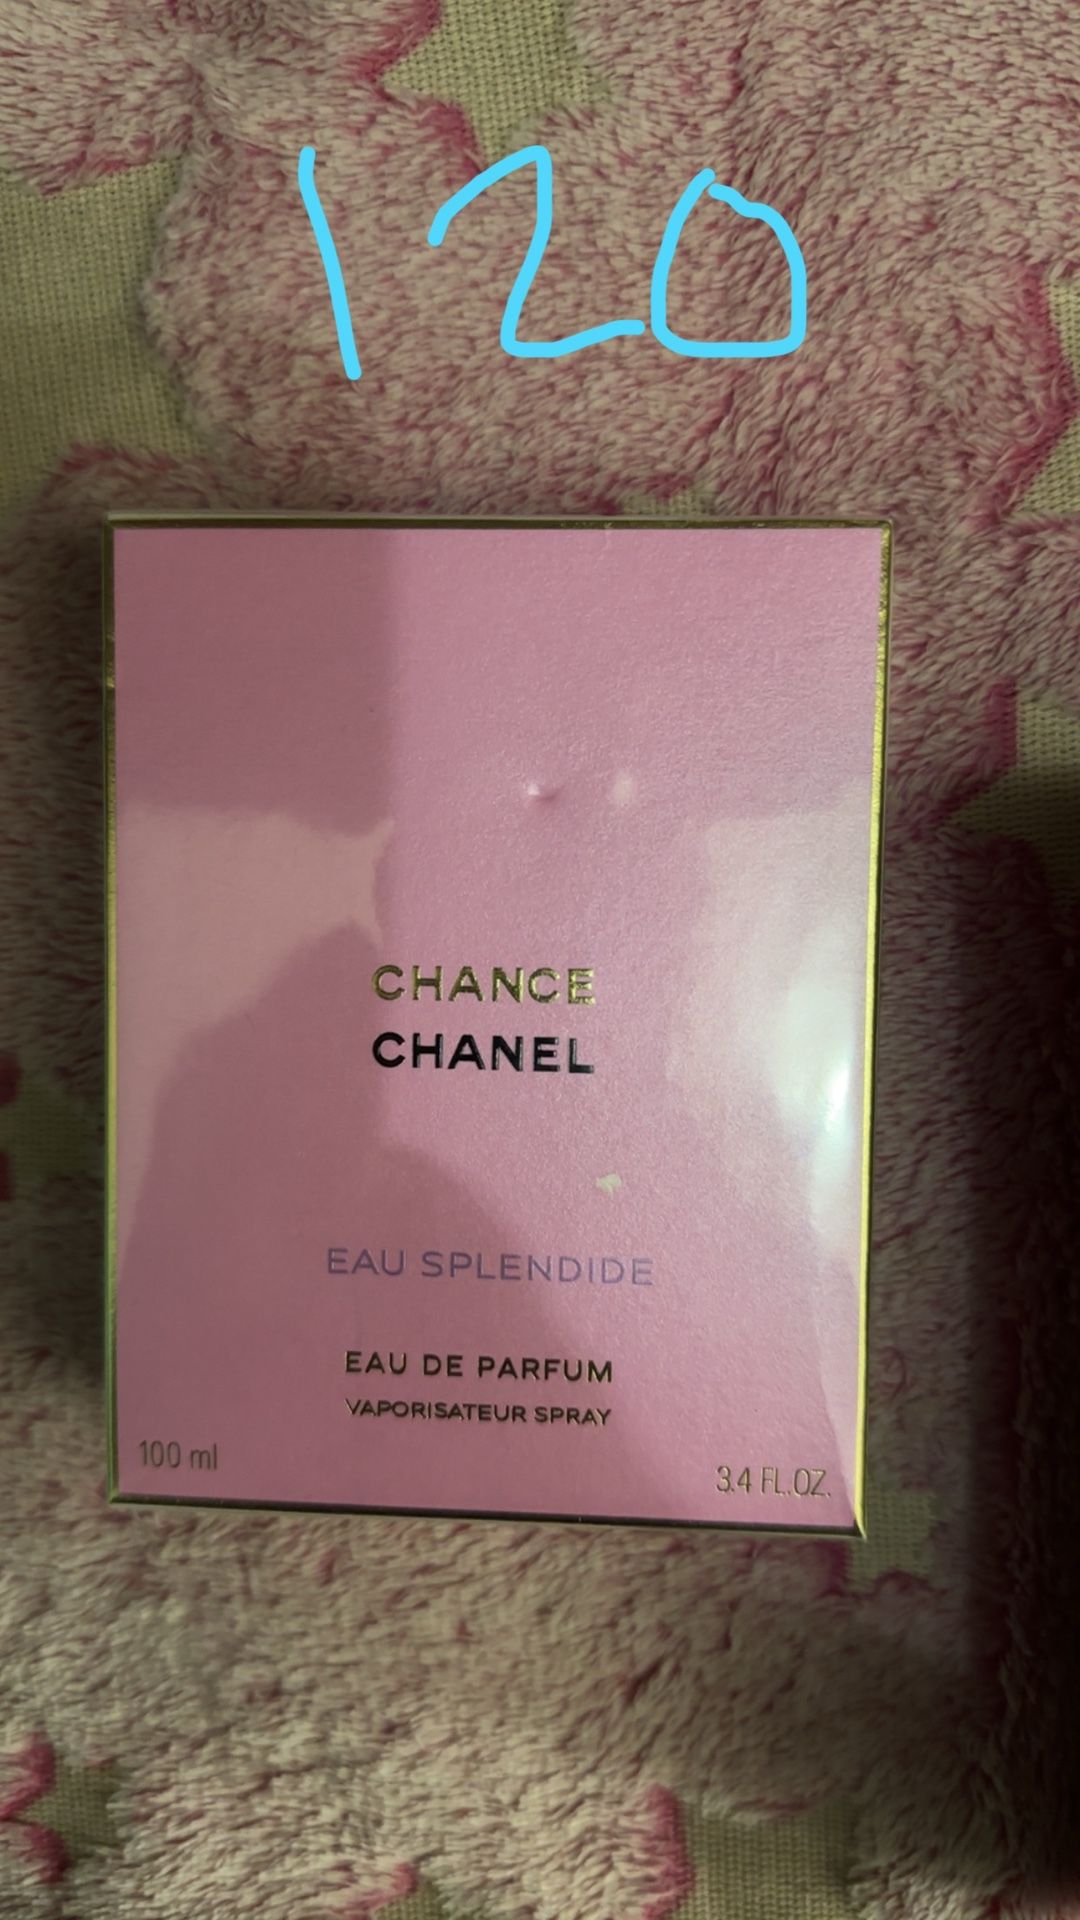 120
CHANCE
CHANEL
EAU SPLENDIDE
EAU DE PARFUM
VAPORISATEUR SPRAY
100 ml
3.4 FL.OZ.